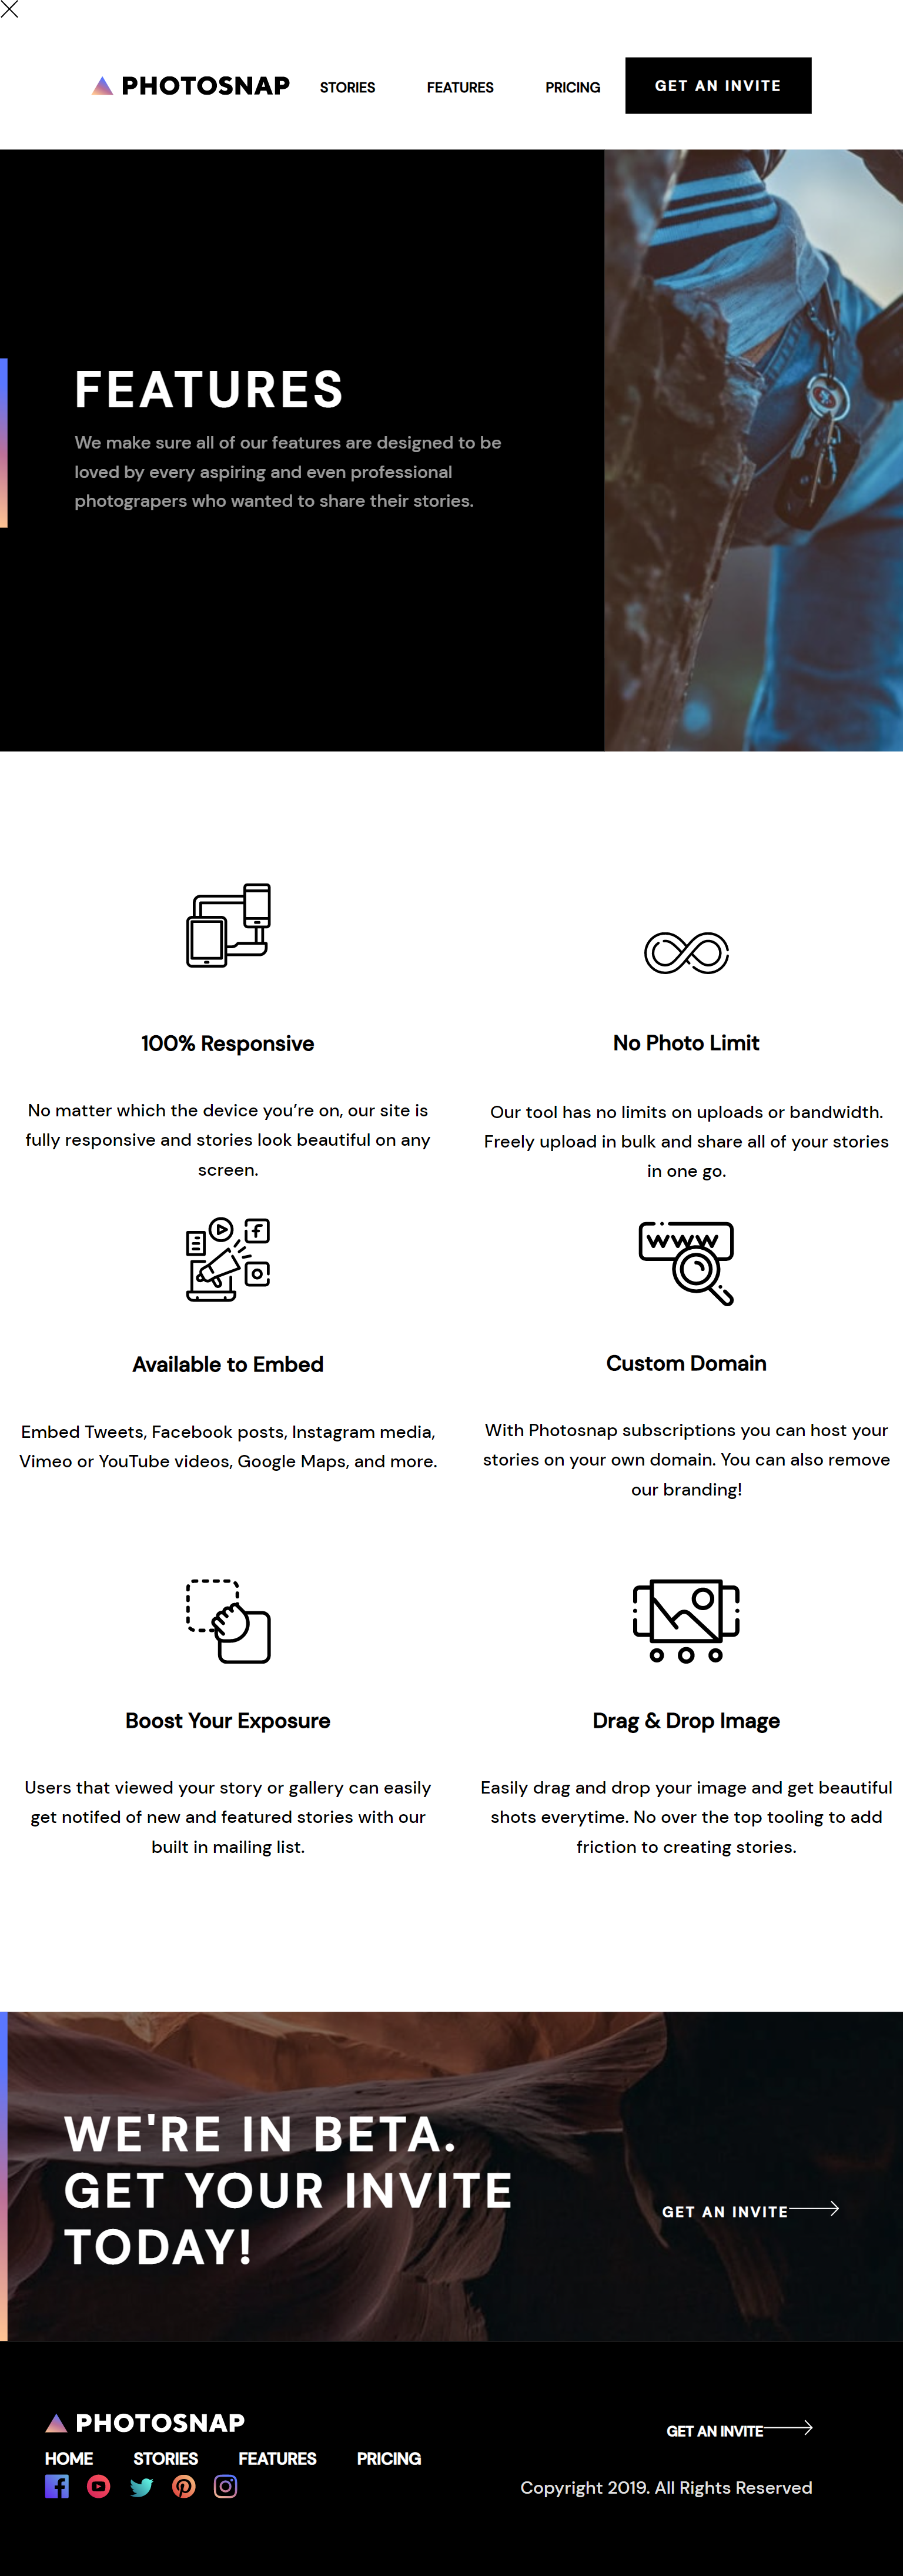 PHOTOSNAP
STORIES
FEATURES
PRICING
GET AN INVITE
FEATURES
We make sure all of our features are designed to be
loved by every aspiring and even professional
photograpers who wanted to share their stories.
100% Responsive
No matter which the device you’re on, our site is
fully responsive and stories look beautiful on any
screen.
No Photo Limit
Our tool has no limits on uploads or bandwidth.
Freely upload in bulk and share all of your stories
in one go.
f
Available to Embed
Embed Tweets, Facebook posts, Instagram media,
Vimeo or YouTube videos, Google Maps, and more.
www
Custom Domain
With Photosnap subscriptions you can host your
stories on your own domain. You can also remove
our branding!
Boost Your Exposure
Users that viewed your story or gallery can easily
get notifed of new and featured stories with our
built in mailing list.
Drag & Drop Image
Easily drag and drop your image and get beautiful
shots everytime. No over the top tooling to add
friction to creating stories.
WE'RE IN BETA.
GET YOUR INVITE
TODAY!
GET AN INVITE
PHOTOSNAP
HOME
STORIES
FEATURES
PRICING
GET AN INVITE
Copyright 2019. All Rights Reserved